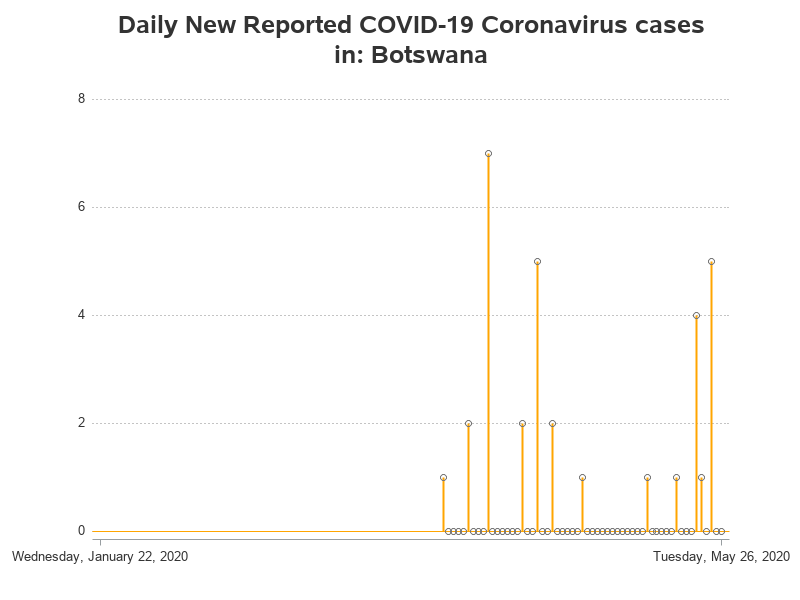 Daily New Reported COVID-19 Coronavirus cases
in: Botswana
8
6
4
2
0
Wednesday, January 22, 2020
Tuesday, May 26, 2020